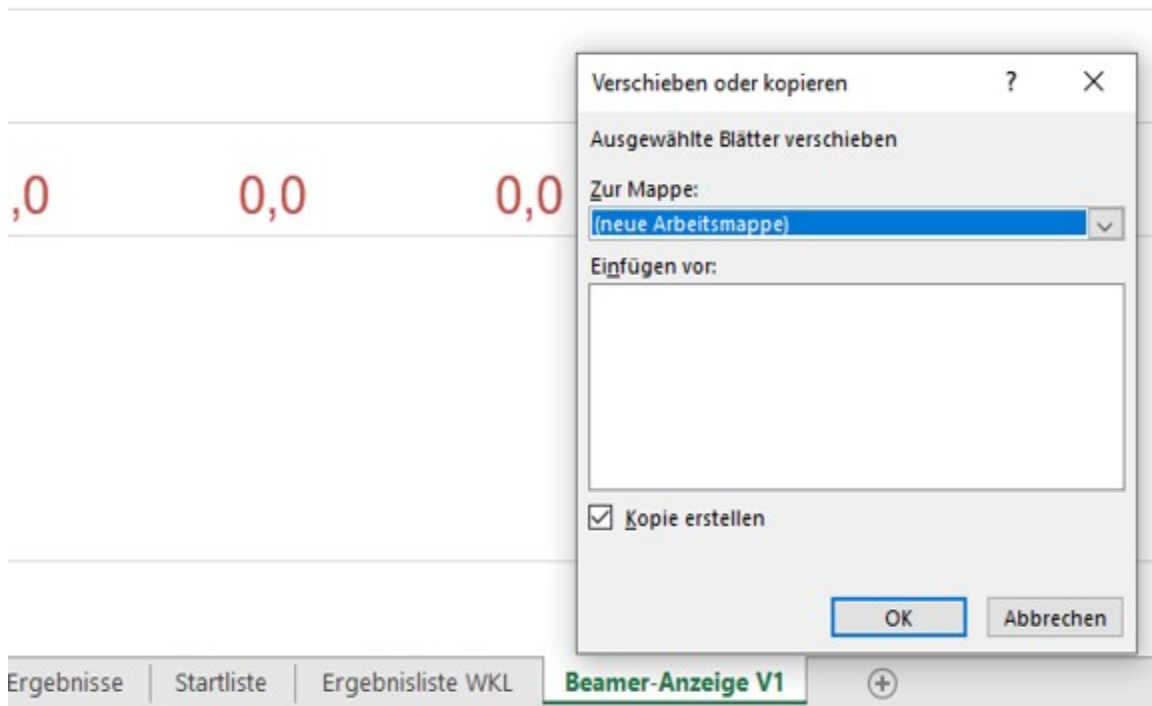 Verschieben oder kopieren ? ×
Ausgewählte Blätter verschieben
,0 0,0 0,0
Zur Mappe:
(neue Arbeitsmappe)
Einfügen vor:
Kopie erstellen
OK Abbrechen
Ergebnisse Startliste Ergebnisliste WKL Beamer-Anzeige V1